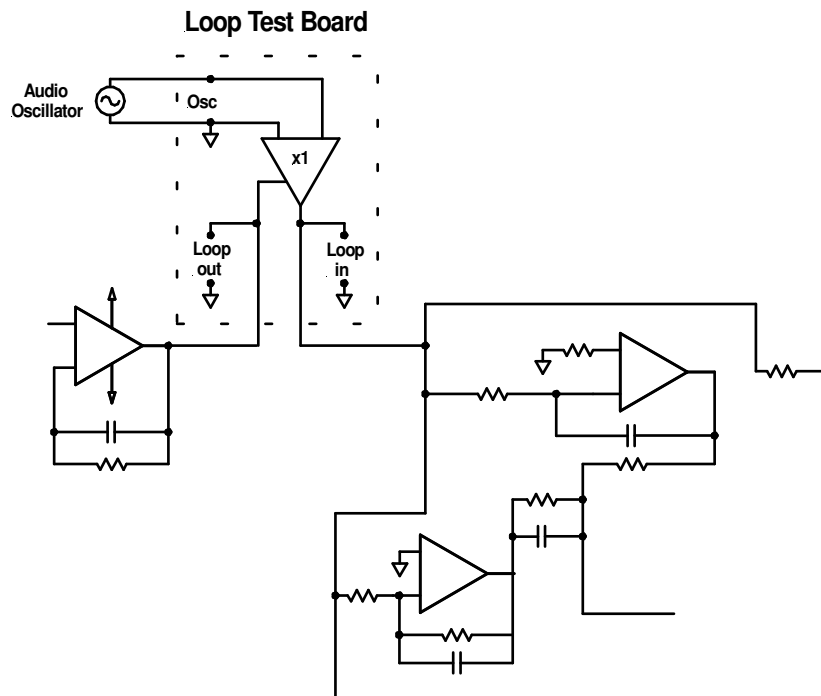 Loop Test Board
Audio
Oscillator
Osc
x1
Loop
out
Loop
in